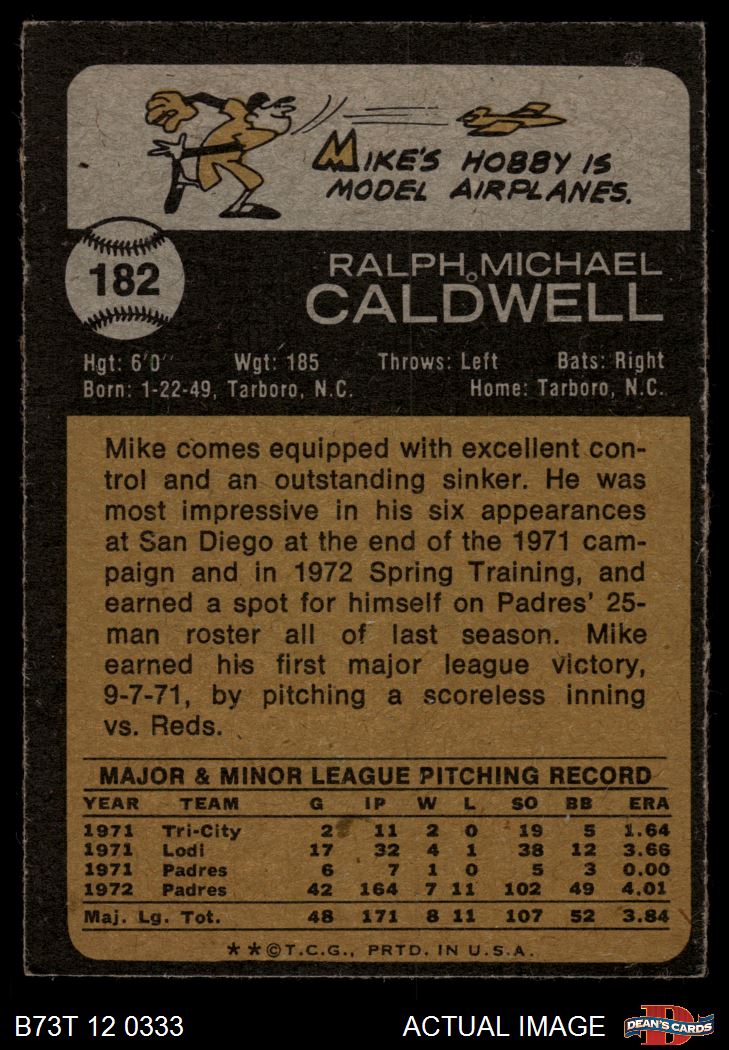 MIKE'S HOBBY IS
MODEL AIRPLANES.
182
RALPH MICHAEL
CALDWELL
Hgt: 6'0" Wgt: 185 Throws: Left Bats: Right
Born: 1-22-49, Tarboro, N.C. Home: Tarboro, N.C.
Mike comes equipped with excellent con-
trol and an outstanding sinker. He was
most impressive in his six appearances
at San Diego at the end of the 1971 cam-
paign and in 1972 Spring Training, and
earned a spot for himself on Padres' 25-
man roster all of last season. Mike
earned his first major league victory,
9-7-71, by pitching a scoreless inning
vs. Reds.
MAJOR & MINOR LEAGUE PITCHING RECORD
YEAR TEAM G IP W L SO BB ERA
1971 Tri-City 2 11 2 0 19 5 1.64
1971 Lodi 17 32 4 1 38 12 3.66
1971 Padres 6 7 1 0 5 3 0.00
1972 Padres 42 164 7 11 102 49 4.01
Maj. Lg. Tot. 48 171 8 11 107 52 3.84
**©T.C.G., PRTD. IN U.S.A.
B73T 12 0333 ACTUAL IMAGE DEAN'S CARDS